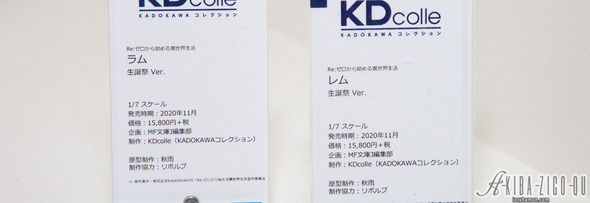 KDcolle
KADOKAWA コレクション
Re:ゼロから始める異世界生活
ラム
生誕祭 Ver.
1/7 スケール
発売時期：2020年11月
価格：15,800円＋税
企画：MF文庫J編集部
制作：KDcolle（KADOKAWAコレクション）
原型制作：秋雨
制作協力：リボルブ
KDcolle
KADOKAWA コレクション
Re:ゼロから始める異世界生活
レム
生誕祭 Ver.
1/7 スケール
発売時期：2020年11月
価格：15,800円＋税
企画：MF文庫J編集部
制作：KDcolle（KADOKAWAコレクション）
原型制作：秋雨
制作協力：リボルブ
A-KIBA-ZIGO-QU